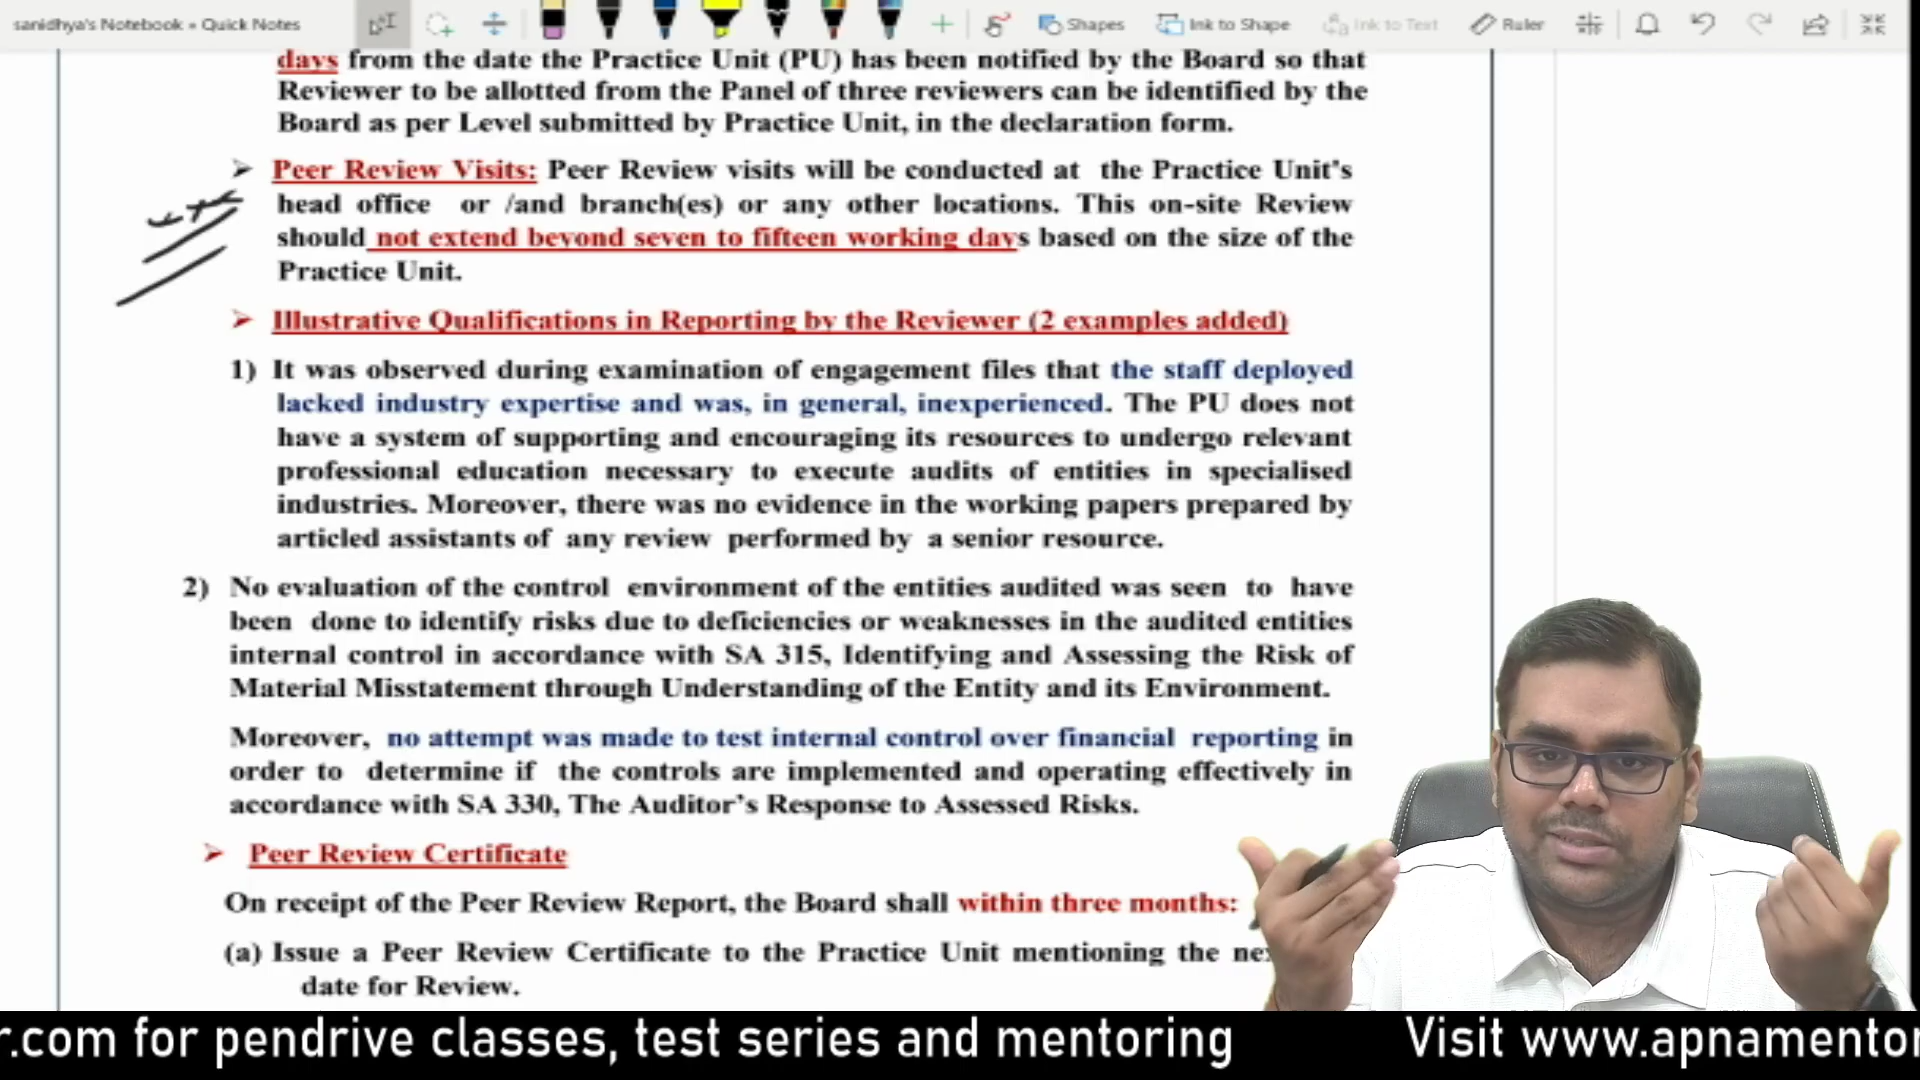 sanidhya's Notebook » Quick Notes
Shapes
Ink to Shape
Ink to Text
Ruler
days from the date the Practice Unit (PU) has been notified by the Board so that
Reviewer to be allotted from the Panel of three reviewers can be identified by the
Board as per Level submitted by Practice Unit, in the declaration form.
➢ Peer Review Visits: Peer Review visits will be conducted at the Practice Unit's
head office or /and branch(es) or any other locations. This on-site Review
should not extend beyond seven to fifteen working days based on the size of the
Practice Unit.
➢ Illustrative Qualifications in Reporting by the Reviewer (2 examples added)
1) It was observed during examination of engagement files that the staff deployed
lacked industry expertise and was, in general, inexperienced. The PU does not
have a system of supporting and encouraging its resources to undergo relevant
professional education necessary to execute audits of entities in specialised
industries. Moreover, there was no evidence in the working papers prepared by
articled assistants of any review performed by a senior resource.
2) No evaluation of the control environment of the entities audited was seen to have
been done to identify risks due to deficiencies or weaknesses in the audited entities
internal control in accordance with SA 315, Identifying and Assessing the Risk of
Material Misstatement through Understanding of the Entity and its Environment.
Moreover, no attempt was made to test internal control over financial reporting in
order to determine if the controls are implemented and operating effectively in
accordance with SA 330, The Auditor's Response to Assessed Risks.
➢ Peer Review Certificate
On receipt of the Peer Review Report, the Board shall within three months:
(a) Issue a Peer Review Certificate to the Practice Unit mentioning the
date for Review.
r.com for pendrive classes, test series and mentoring Visit www.apnamentor